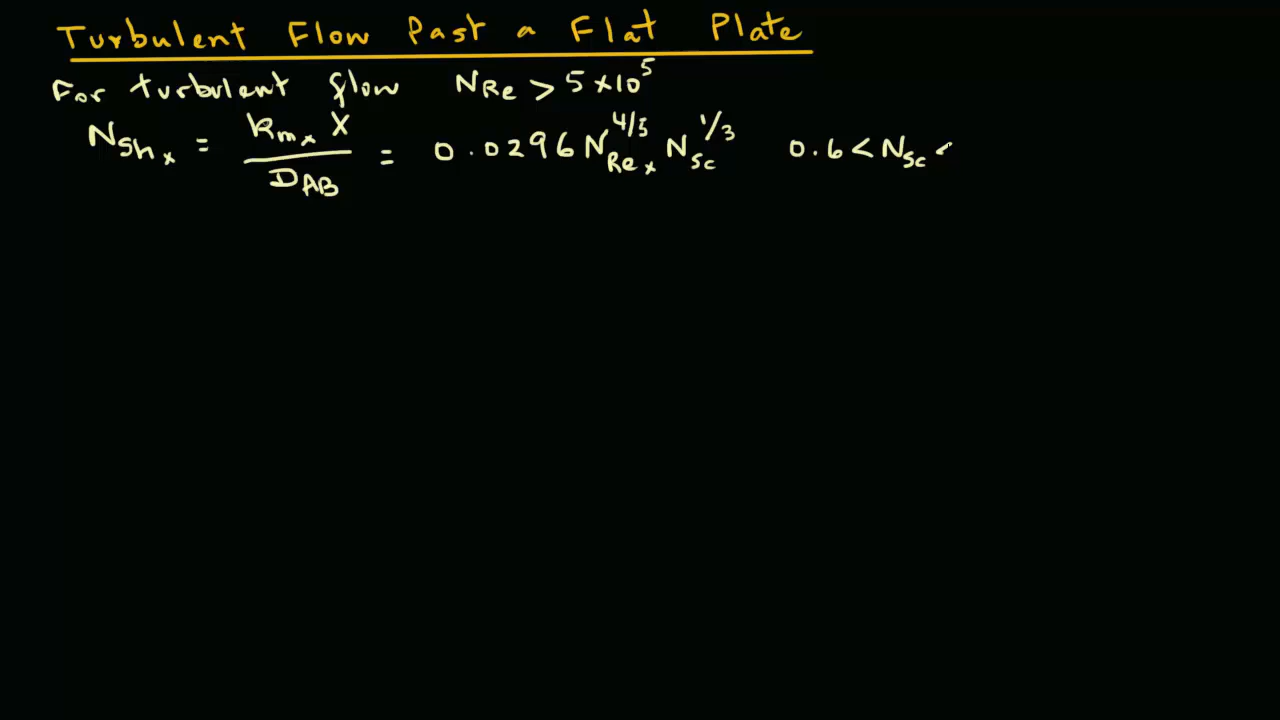 Turbulent Flow Past a Flat Plate
For turbulent flow N_Re > 5×10^5
N_Sh_x = k_m_x X / D_AB = 0.0296 N_Re_x^4/5 N_Sc^1/3 0.6 < N_Sc <